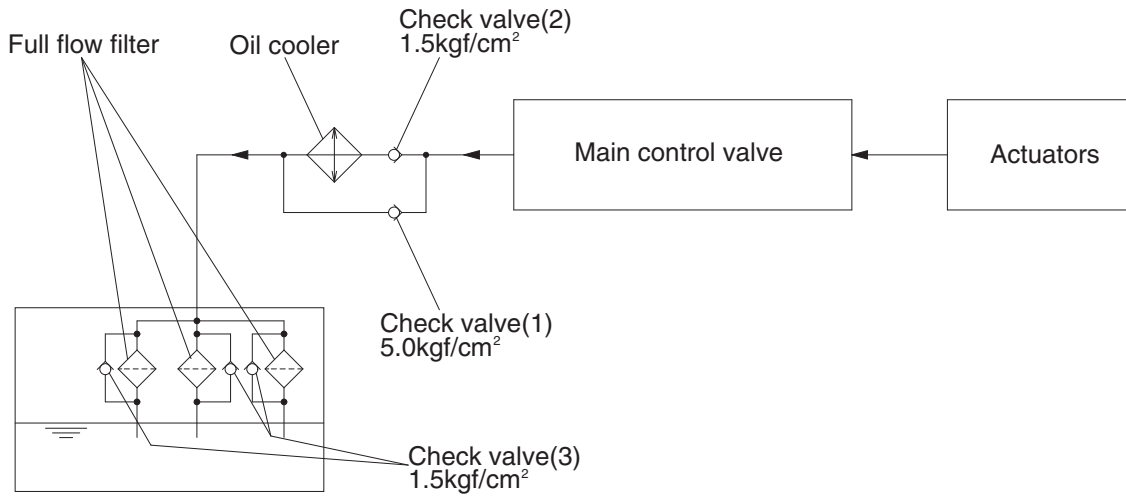 Check valve(2)
1.5kgf/cm²
Full flow filter
Oil cooler
Main control valve
Actuators
Check valve(1)
5.0kgf/cm²
Check valve(3)
1.5kgf/cm²